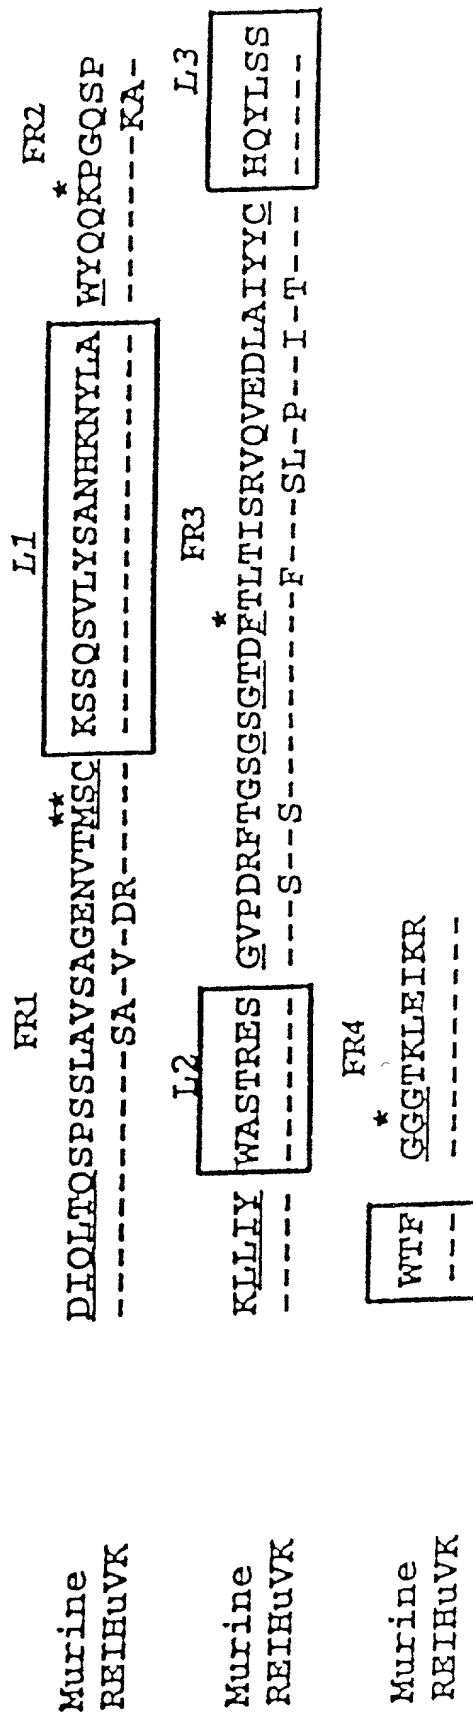 FR1 L1 FR2
** *
Murine DIQLTQSPSSLAVSAGENVTMSC KSSQSVLYSANHKNYLA WYQQKPGQSP
REIHuVK -----------SA-V-DR----- ----------------- -------KA-
L2 FR3 L3
*
Murine KLLIY WASTRES GVPDRFTGSGSGTDFTLTISRVQVEDLAIYYC HQYLSS
REIHuVK ----- ------- ---S--S---------F---SL-P--I-T--- ------
FR4
*
Murine WTF GGGTKLEIKR
REIHuVK --- ----------